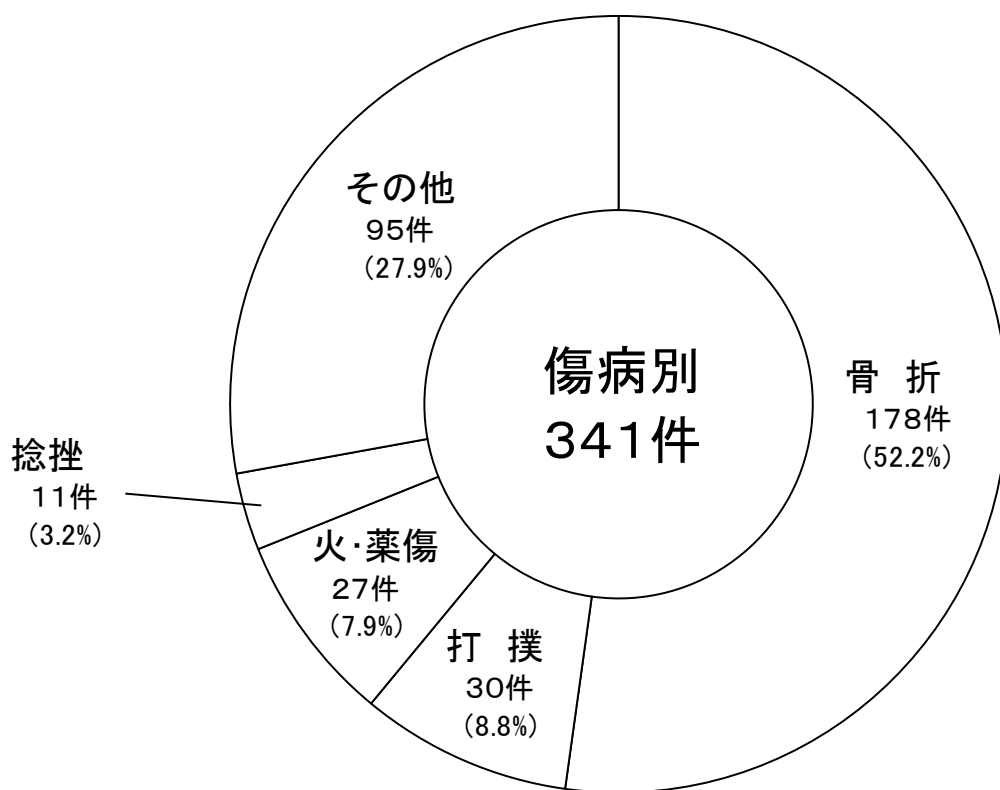 傷病別
341件
骨 折
178件
(52.2%)
打 撲
30件
(8.8%)
火・薬傷
27件
(7.9%)
捻挫
11件
(3.2%)
その他
95件
(27.9%)